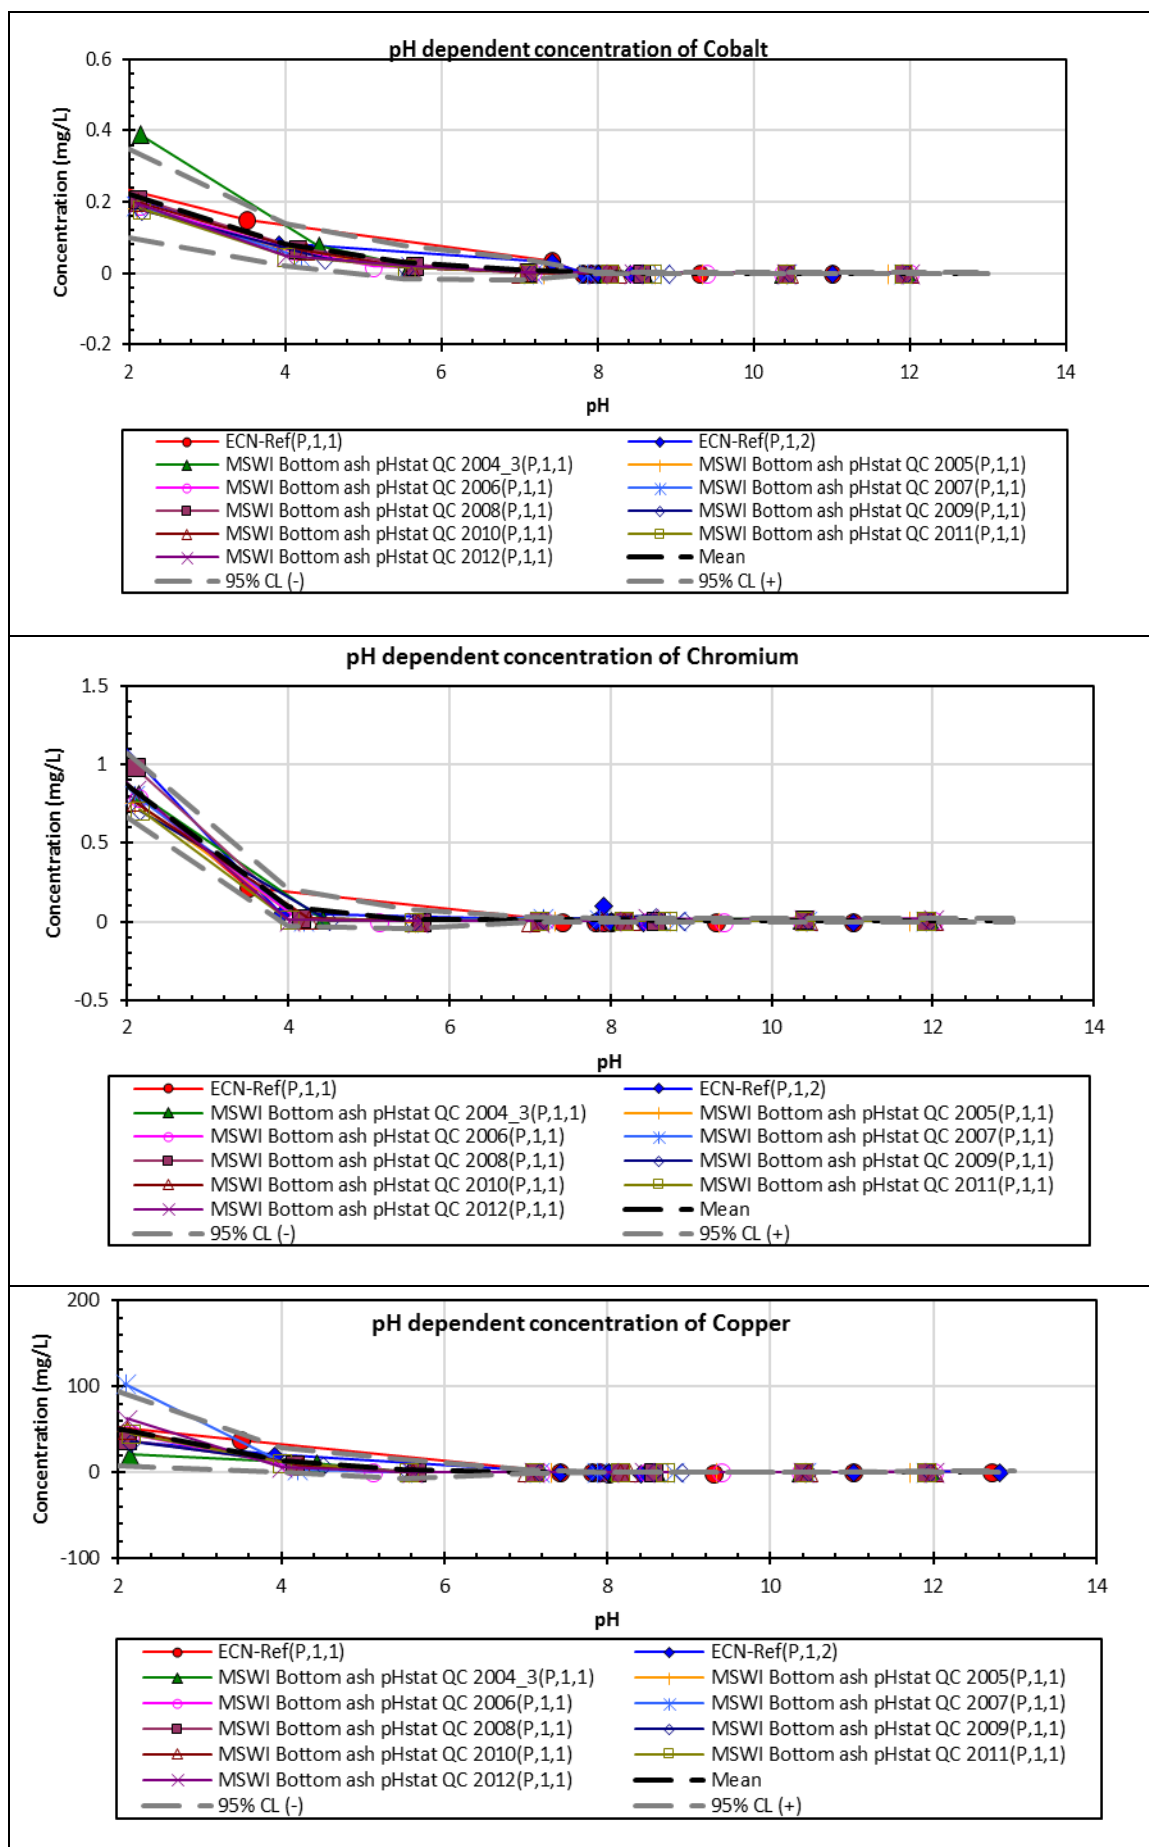 pH dependent concentration of Cobalt
0.6
0.4
0.2
0
-0.2
Concentration (mg/L)
2 4 6 8 10 12 14
pH
ECN-Ref(P,1,1) ECN-Ref(P,1,2)
MSWI Bottom ash pHstat QC 2004_3(P,1,1) MSWI Bottom ash pHstat QC 2005(P,1,1)
MSWI Bottom ash pHstat QC 2006(P,1,1) MSWI Bottom ash pHstat QC 2007(P,1,1)
MSWI Bottom ash pHstat QC 2008(P,1,1) MSWI Bottom ash pHstat QC 2009(P,1,1)
MSWI Bottom ash pHstat QC 2010(P,1,1) MSWI Bottom ash pHstat QC 2011(P,1,1)
MSWI Bottom ash pHstat QC 2012(P,1,1) Mean
95% CL (-) 95% CL (+)
pH dependent concentration of Chromium
1.5
1
0.5
0
-0.5
Concentration (mg/L)
2 4 6 8 10 12 14
pH
ECN-Ref(P,1,1) ECN-Ref(P,1,2)
MSWI Bottom ash pHstat QC 2004_3(P,1,1) MSWI Bottom ash pHstat QC 2005(P,1,1)
MSWI Bottom ash pHstat QC 2006(P,1,1) MSWI Bottom ash pHstat QC 2007(P,1,1)
MSWI Bottom ash pHstat QC 2008(P,1,1) MSWI Bottom ash pHstat QC 2009(P,1,1)
MSWI Bottom ash pHstat QC 2010(P,1,1) MSWI Bottom ash pHstat QC 2011(P,1,1)
MSWI Bottom ash pHstat QC 2012(P,1,1) Mean
95% CL (-) 95% CL (+)
pH dependent concentration of Copper
200
100
0
-100
Concentration (mg/L)
2 4 6 8 10 12 14
pH
ECN-Ref(P,1,1) ECN-Ref(P,1,2)
MSWI Bottom ash pHstat QC 2004_3(P,1,1) MSWI Bottom ash pHstat QC 2005(P,1,1)
MSWI Bottom ash pHstat QC 2006(P,1,1) MSWI Bottom ash pHstat QC 2007(P,1,1)
MSWI Bottom ash pHstat QC 2008(P,1,1) MSWI Bottom ash pHstat QC 2009(P,1,1)
MSWI Bottom ash pHstat QC 2010(P,1,1) MSWI Bottom ash pHstat QC 2011(P,1,1)
MSWI Bottom ash pHstat QC 2012(P,1,1) Mean
95% CL (-) 95% CL (+)